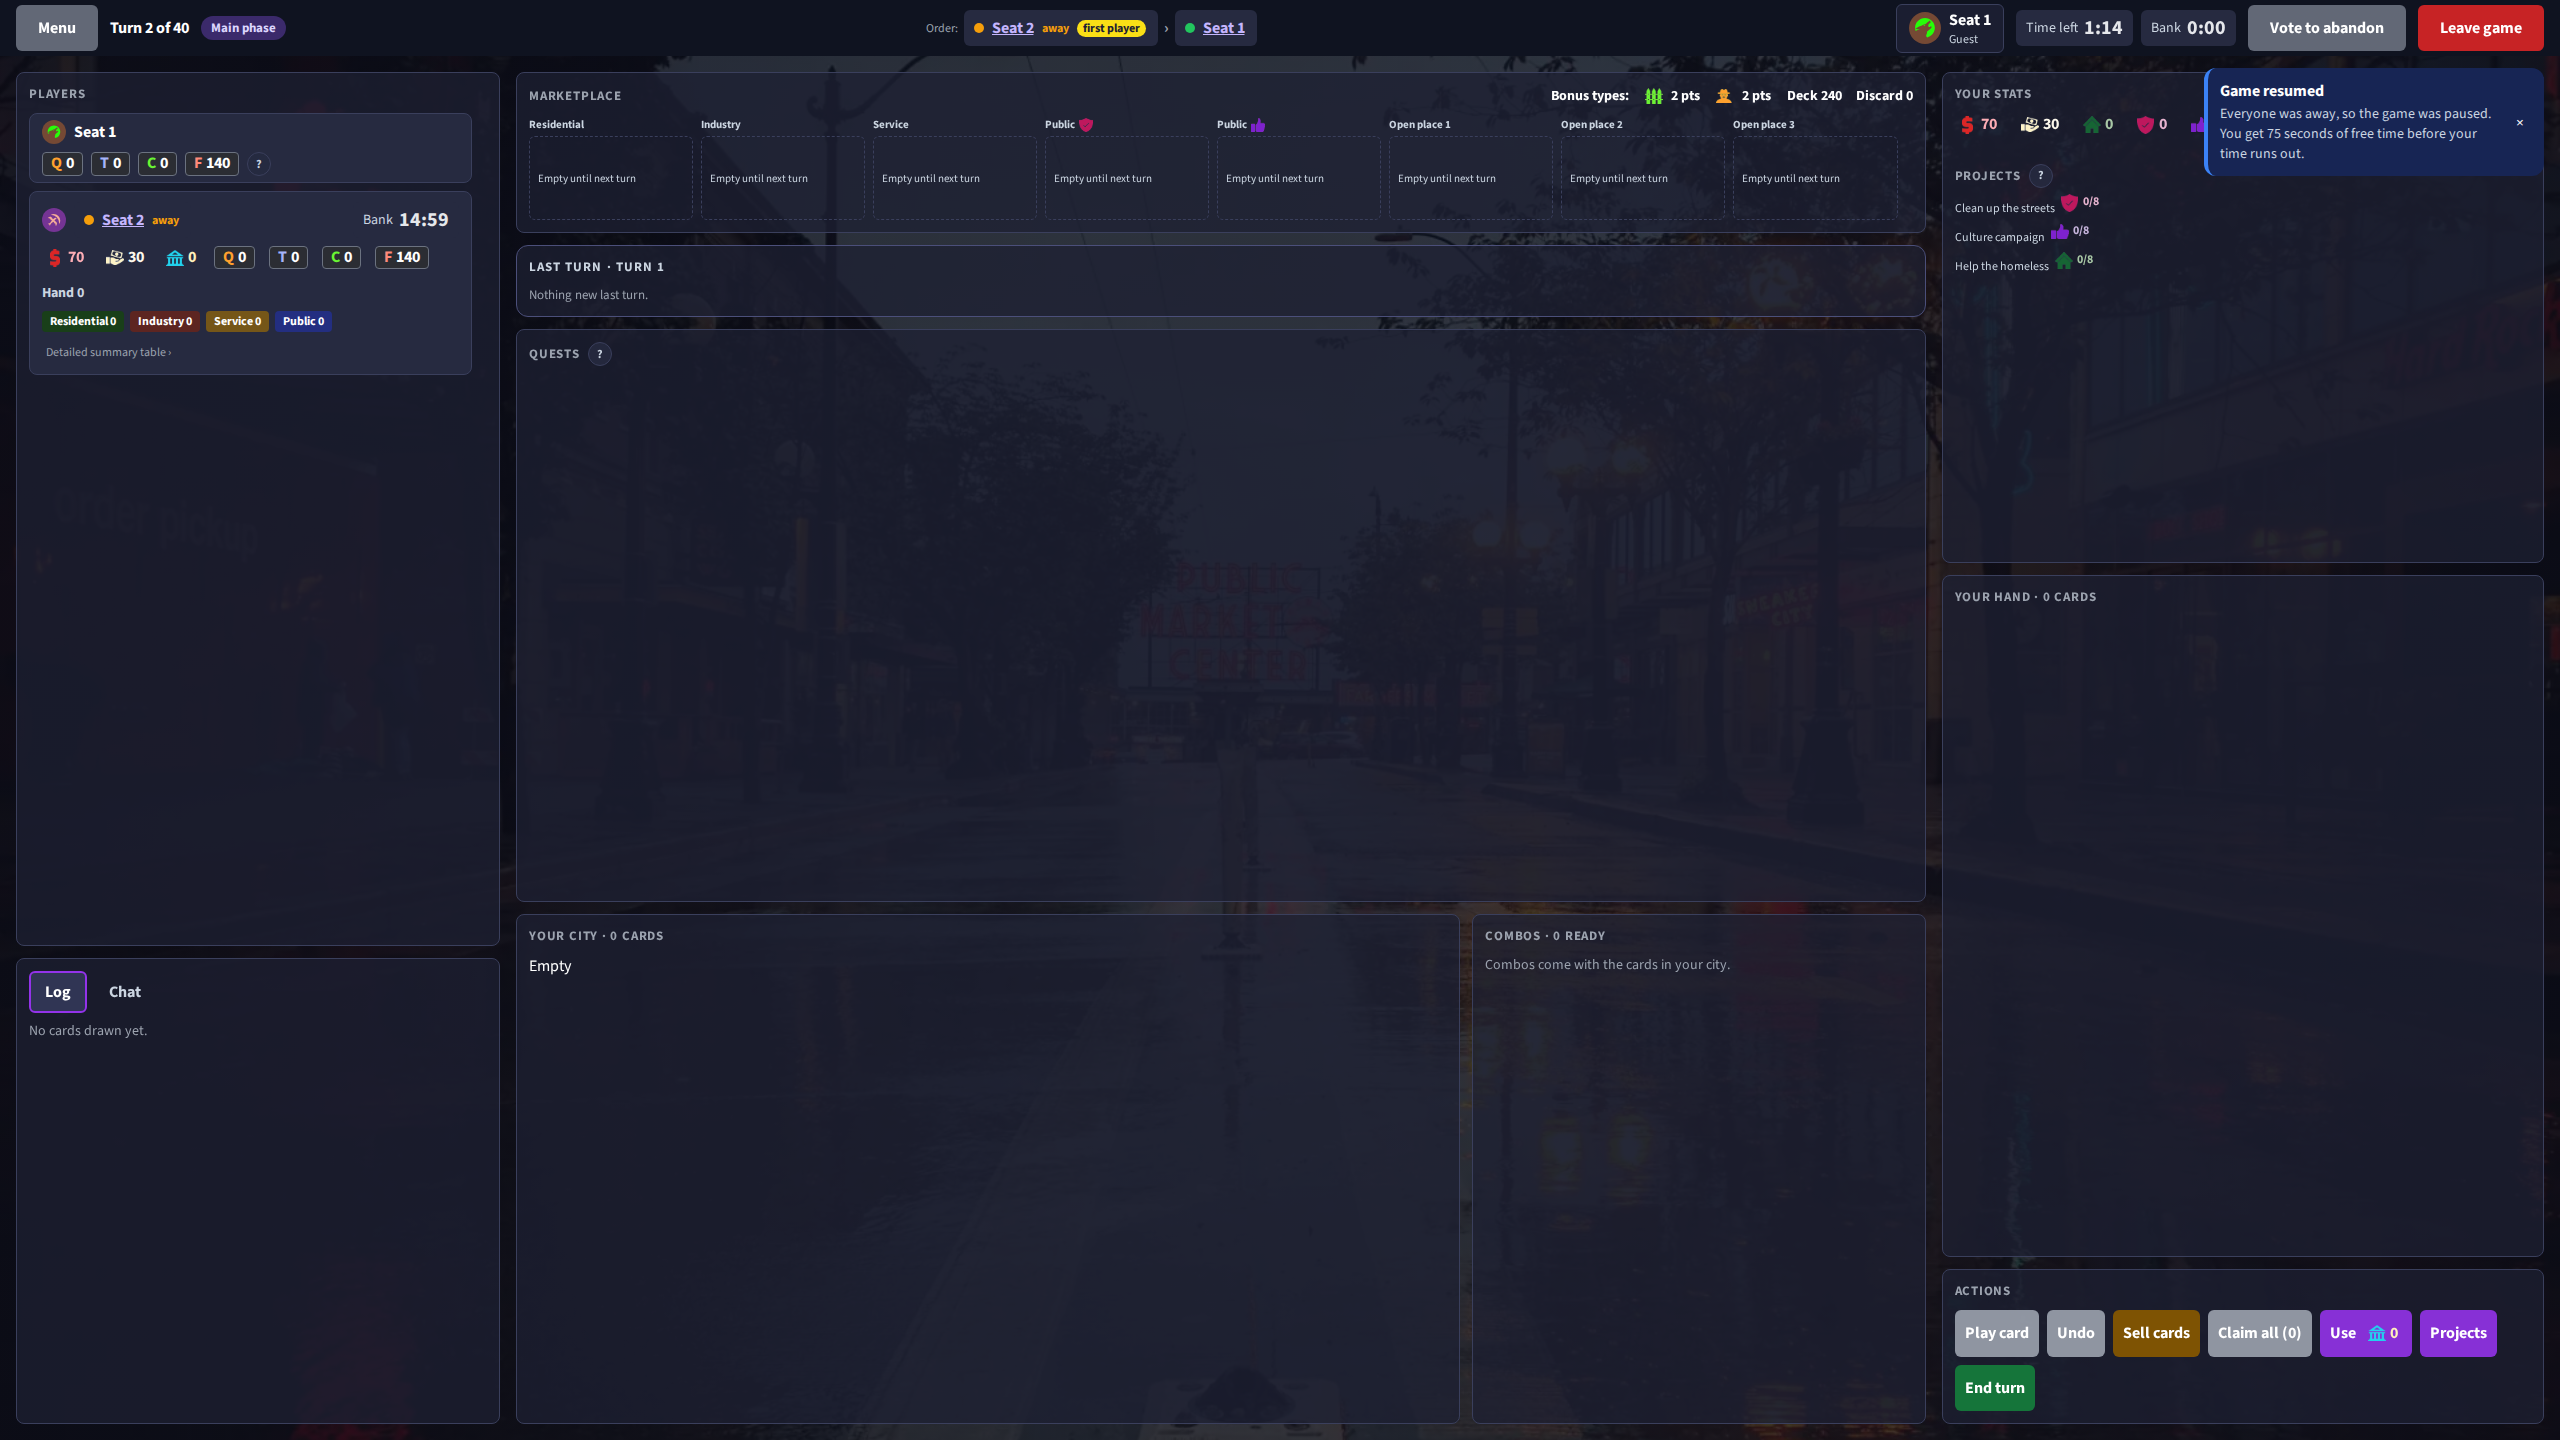 Menu
Turn 2 of 40
Main phase
Order:
Seat 2 away first player
›
Seat 1
Seat 1
Guest
Time left 1:14
Bank 0:00
Vote to abandon
Leave game
PLAYERS
Seat 1
Q 0
T 0
C 0
F 140
?
Seat 2 away
Bank 14:59
70
30
0
Q 0
T 0
C 0
F 140
Hand 0
Residential 0
Industry 0
Service 0
Public 0
Detailed summary table ›
Log
Chat
No cards drawn yet.
MARKETPLACE
Bonus types: 2 pts 2 pts Deck 240 Discard 0
Residential
Industry
Service
Public
Public
Open place 1
Open place 2
Open place 3
Empty until next turn
Empty until next turn
Empty until next turn
Empty until next turn
Empty until next turn
Empty until next turn
Empty until next turn
Empty until next turn
LAST TURN · TURN 1
Nothing new last turn.
QUESTS ?
order pickup
PUBLIC
MARKET
CENTER
SNEAKER
CITY
YOUR CITY · 0 CARDS
Empty
COMBOS · 0 READY
Combos come with the cards in your city.
YOUR STATS
70
30
0
0
Game resumed
Everyone was away, so the game was paused.
You get 75 seconds of free time before your
time runs out.
×
PROJECTS ?
Clean up the streets 0/8
Culture campaign 0/8
Help the homeless 0/8
YOUR HAND · 0 CARDS
ACTIONS
Play card
Undo
Sell cards
Claim all (0)
Use 0
Projects
End turn